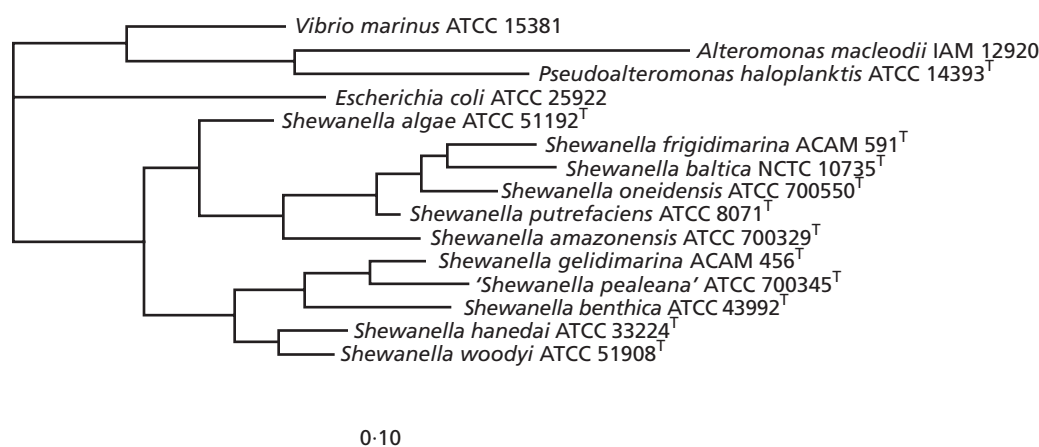 Vibrio marinus ATCC 15381
Alteromonas macleodii IAM 12920
Pseudoalteromonas haloplanktis ATCC 14393T
Escherichia coli ATCC 25922
Shewanella algae ATCC 51192T
Shewanella frigidimarina ACAM 591T
Shewanella baltica NCTC 10735T
Shewanella oneidensis ATCC 700550T
Shewanella putrefaciens ATCC 8071T
Shewanella amazonensis ATCC 700329T
Shewanella gelidimarina ACAM 456T
‘Shewanella pealeana’ ATCC 700345T
Shewanella benthica ATCC 43992T
Shewanella hanedai ATCC 33224T
Shewanella woodyi ATCC 51908T
0·10